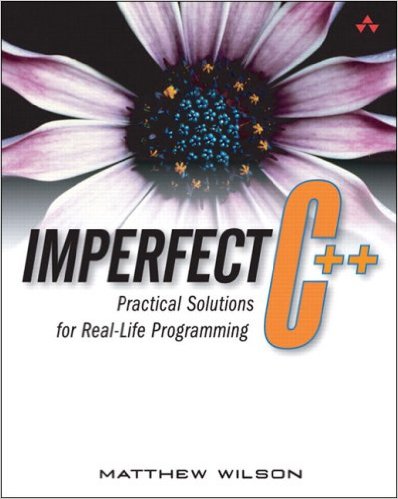 IMPERFECT C++
Practical Solutions
for Real-Life Programming
MATTHEW WILSON